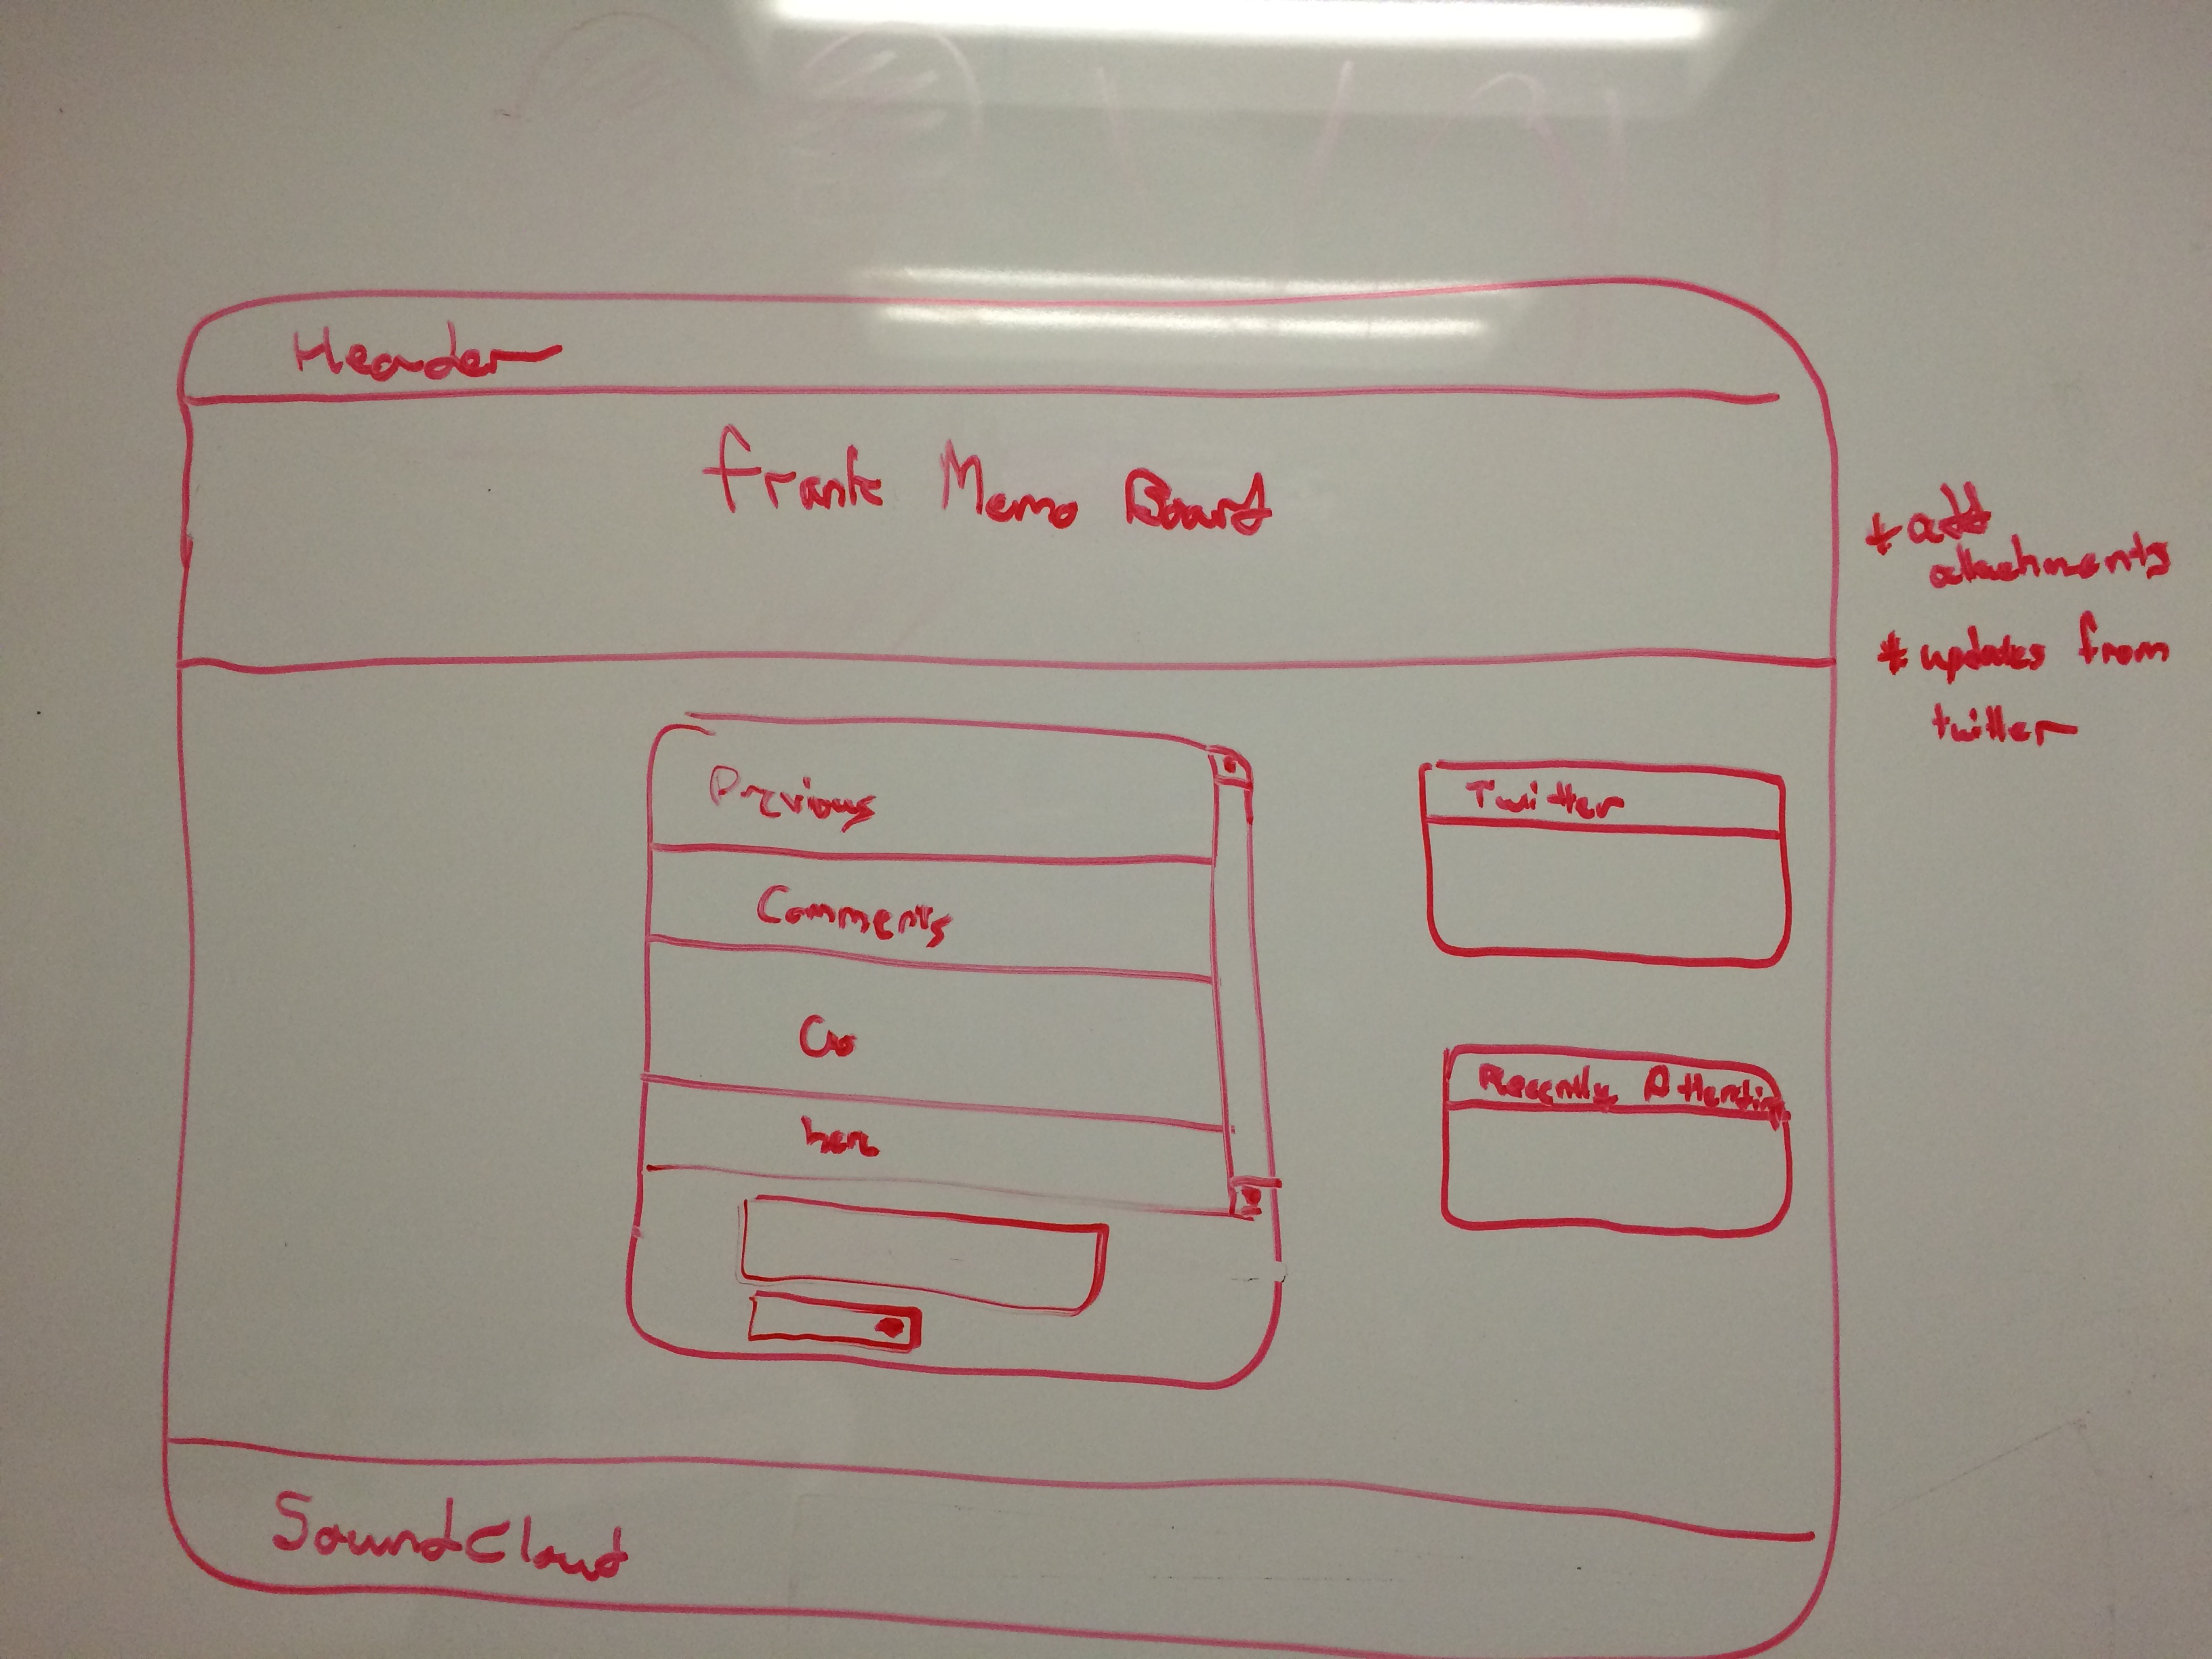 Header
Frank Memo Board
* add
attachments
* updates from
twitter
Previous
Comments
Go
here
Twitter
Recently Attending
SoundCloud